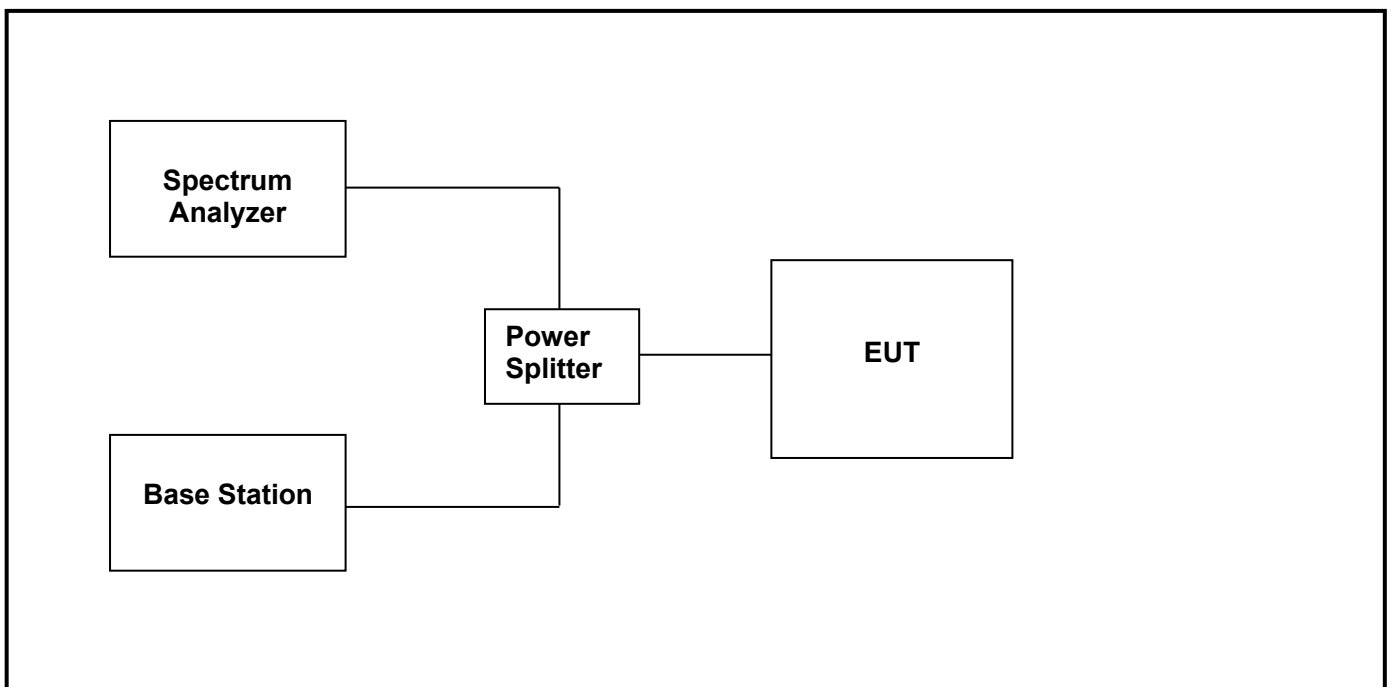 Spectrum
Analyzer
Power
Splitter
EUT
Base Station